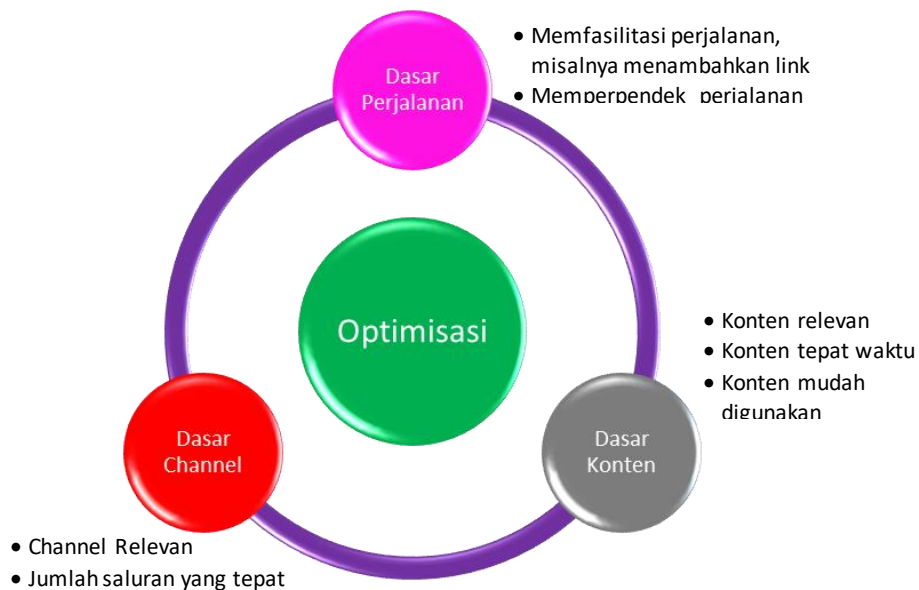 Dasar
Perjalanan
• Memfasilitasi perjalanan,
misalnya menambahkan link
• Memperpendek perjalanan
Optimisasi
• Konten relevan
• Konten tepat waktu
• Konten mudah
digunakan
Dasar
Konten
Dasar
Channel
• Channel Relevan
• Jumlah saluran yang tepat